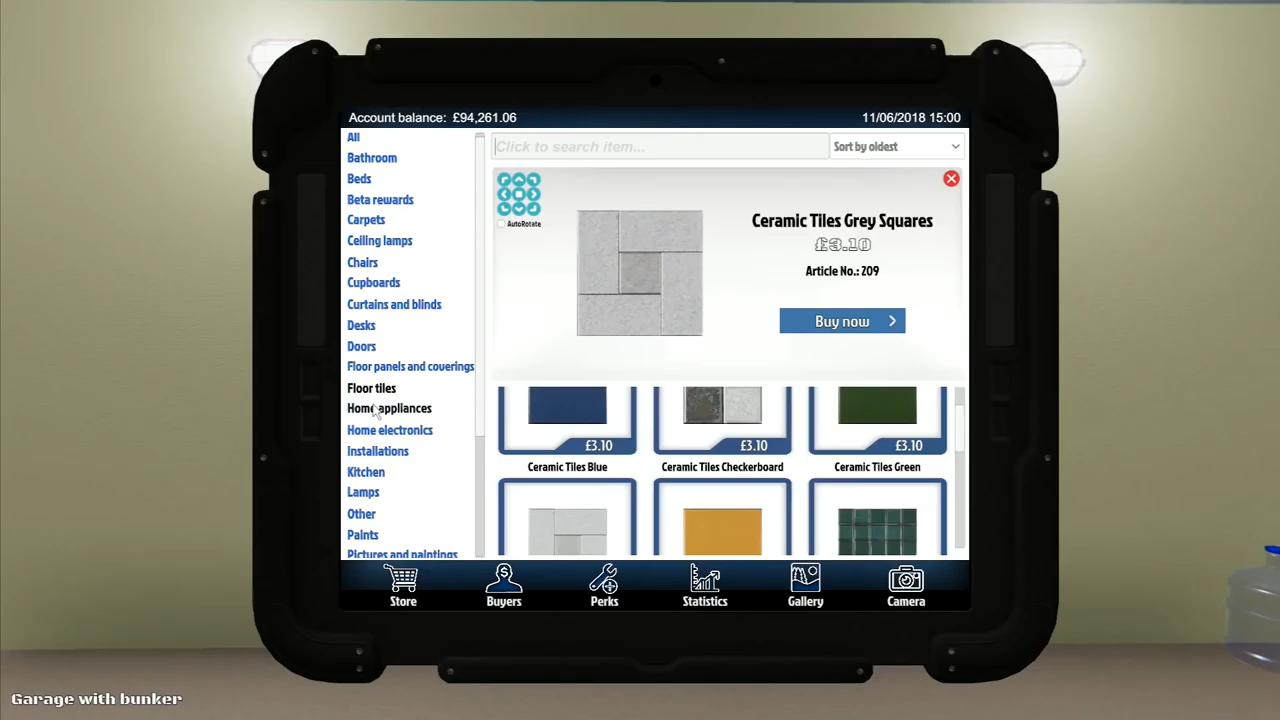 Account balance: £94,261.06
11/06/2018 15:00
All
Bathroom
Beds
Beta rewards
Carpets
Ceiling lamps
Chairs
Cupboards
Curtains and blinds
Desks
Doors
Floor panels and coverings
Floor tiles
Home appliances
Home electronics
Installations
Kitchen
Lamps
Other
Paints
Pictures and paintings
Click to search item...
Sort by oldest
AutoRotate
Ceramic Tiles Grey Squares
£3.10
Article No.: 209
Buy now
£3.10
£3.10
£3.10
Ceramic Tiles Blue
Ceramic Tiles Checkerboard
Ceramic Tiles Green
Store
Buyers
Perks
Statistics
Gallery
Camera
Garage with bunker